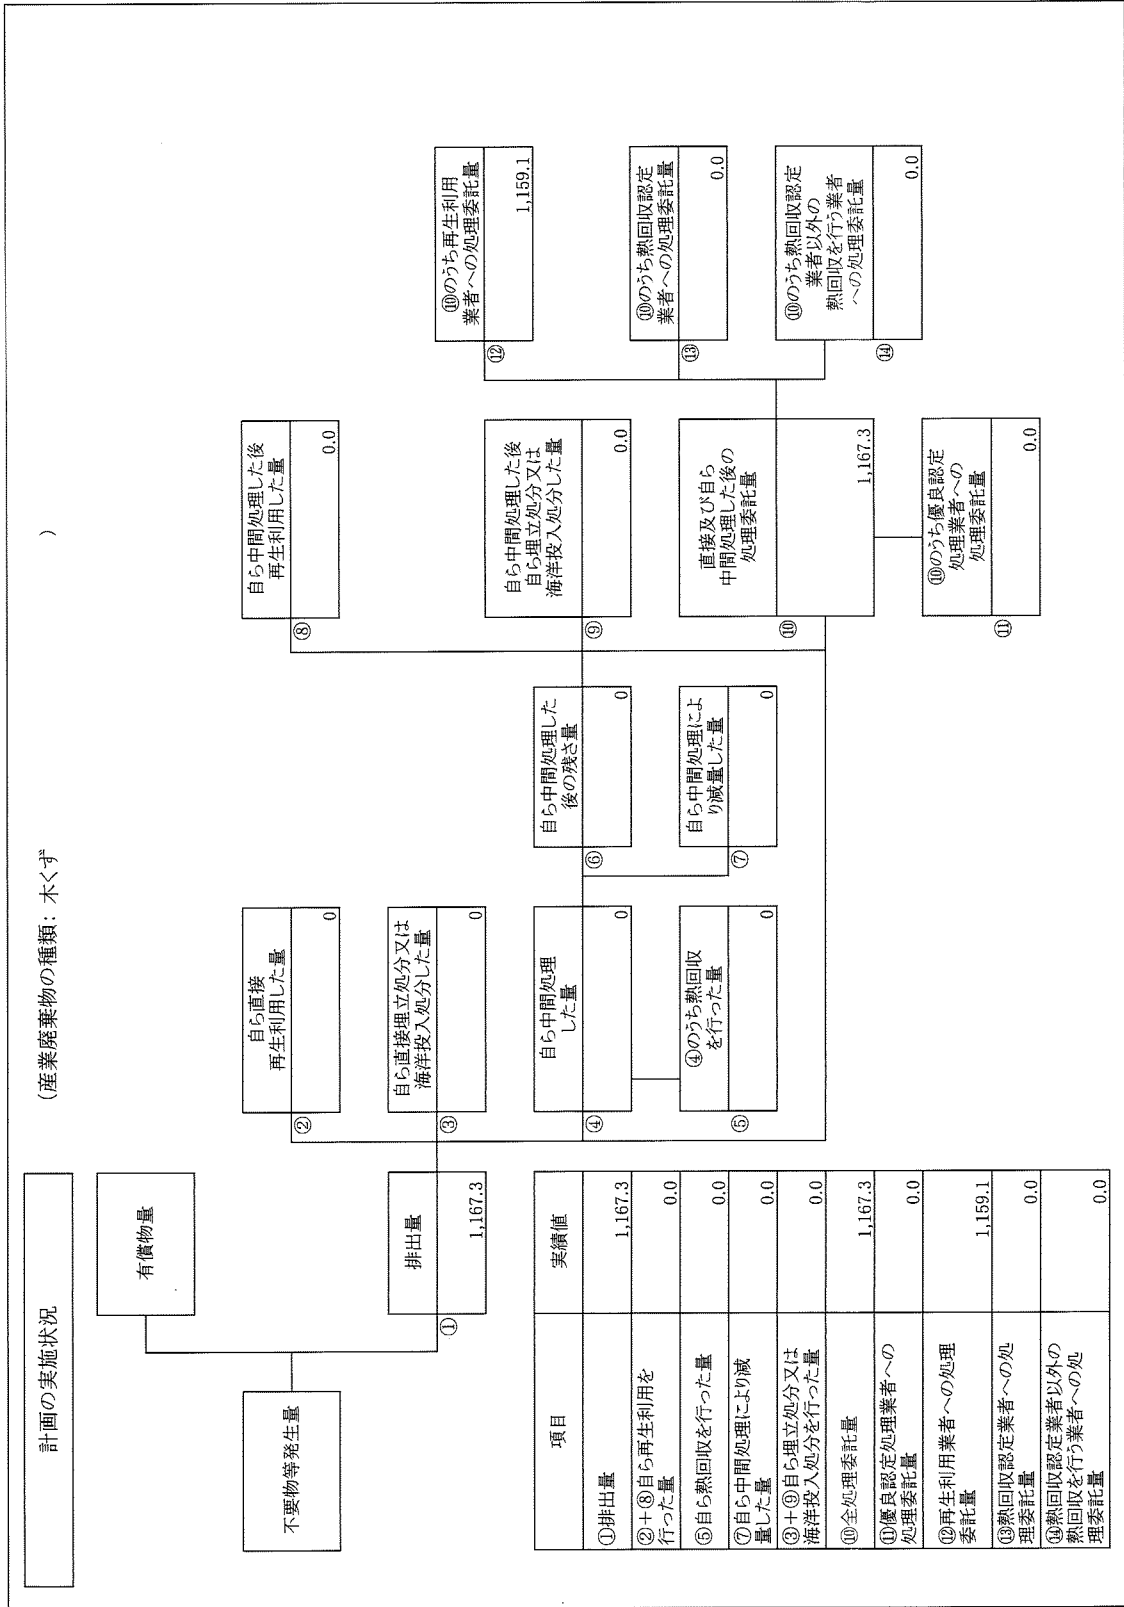 計画の実施状況
(産業廃棄物の種類: 木くず )
不要物等発生量
有償物量
排出量
① 1,167.3
自ら直接
再生利用した量
② 0
自ら直接埋立処分又は
海洋投入処分した量
③ 0
自ら中間処理
した量
④ 0
④のうち熱回収
を行った量
⑤ 0
自ら中間処理した
後の残さ量
⑥ 0
自ら中間処理によ
り減量した量
⑦ 0
自ら中間処理した後
再生利用した量
⑧ 0.0
自ら中間処理した後
自ら埋立処分又は
海洋投入処分した量
⑨ 0.0
直接及び自ら
中間処理した後の
処理委託量
⑩ 1,167.3
⑩のうち優良認定
処理業者への
処理委託量
⑪ 0.0
⑩のうち再生利用
業者への処理委託量
⑫ 1,159.1
⑩のうち熱回収認定
業者への処理委託量
⑬ 0.0
⑩のうち熱回収認定
業者以外の
熱回収を行う業者
への処理委託量
⑭ 0.0
項目 実績値
①排出量 1,167.3
②+⑧自ら再生利用を
行った量 0.0
⑤自ら熱回収を行った量 0.0
⑦自ら中間処理により減
量した量 0.0
③+⑨自ら埋立処分又は
海洋投入処分を行った量 0.0
⑩全処理委託量 1,167.3
⑪優良認定処理業者への
処理委託量 0.0
⑫再生利用業者への処理
委託量 1,159.1
⑬熱回収認定業者への処
理委託量 0.0
⑭熱回収認定業者以外の
熱回収を行う業者への処
理委託量 0.0